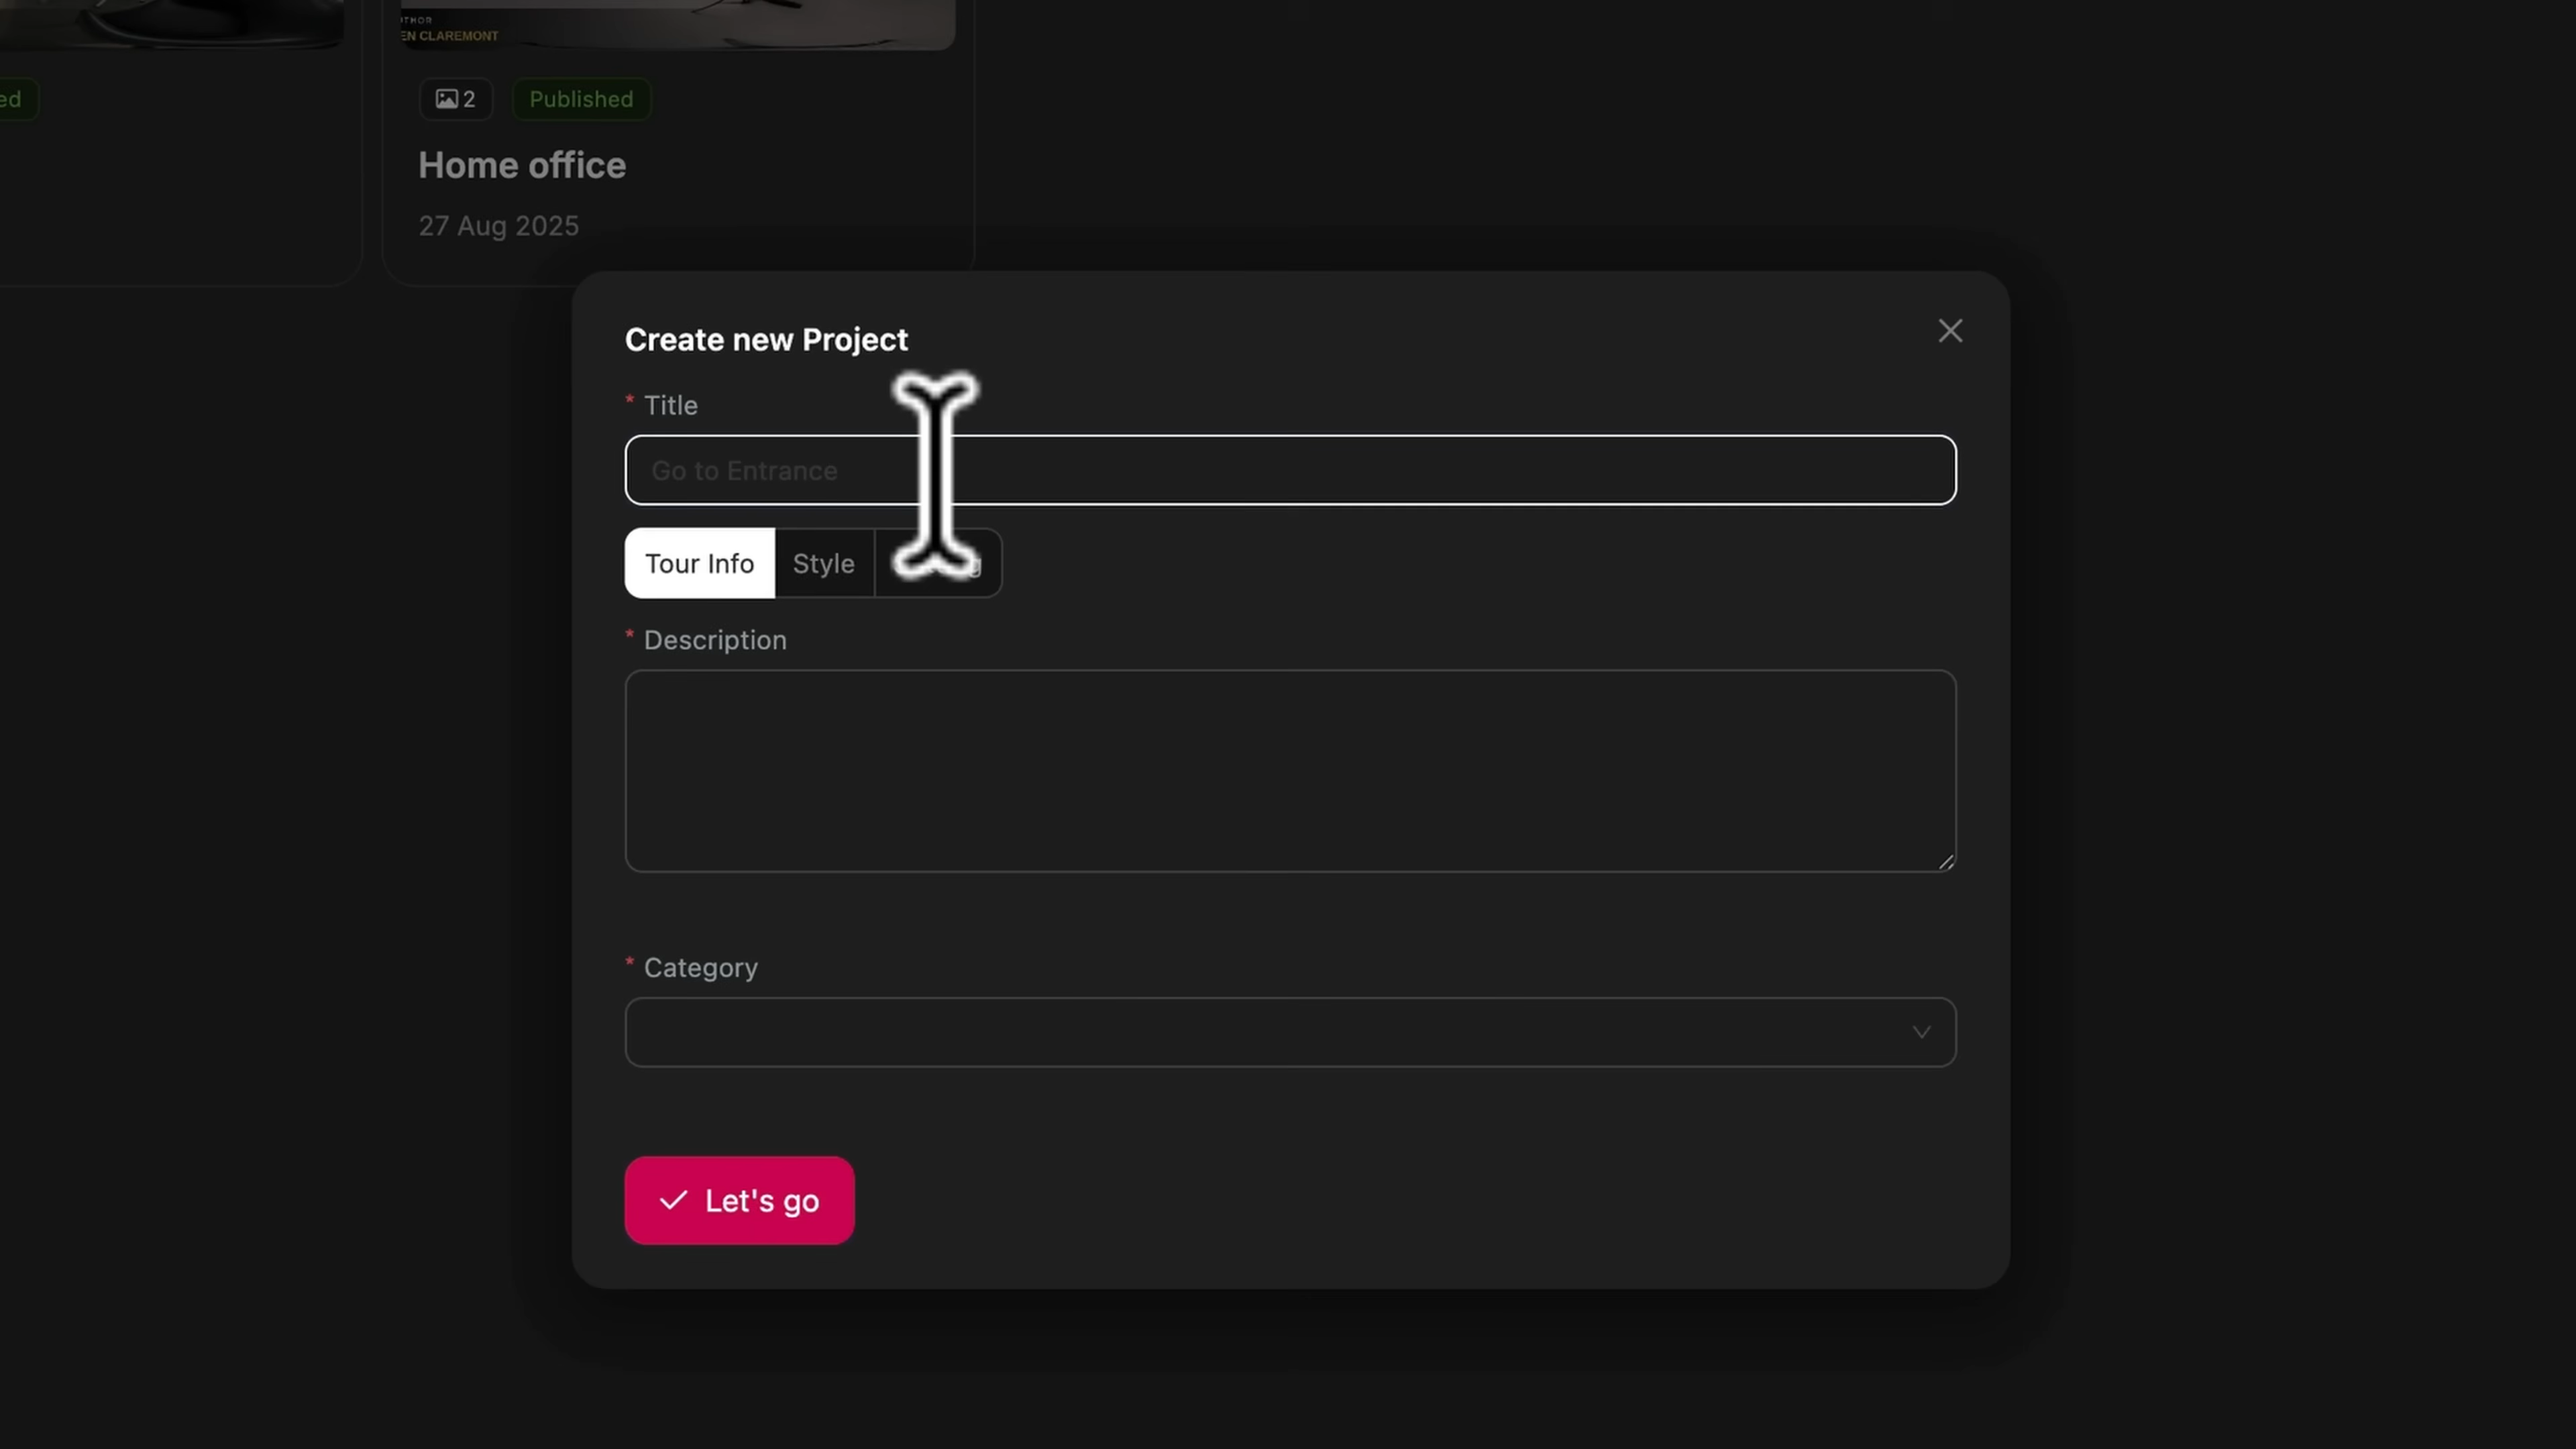 EN CLAREMONT
2
Published
Home office
27 Aug 2025
Create new Project
* Title
Go to Entrance
Tour Info
Style
* Description
* Category
Let's go